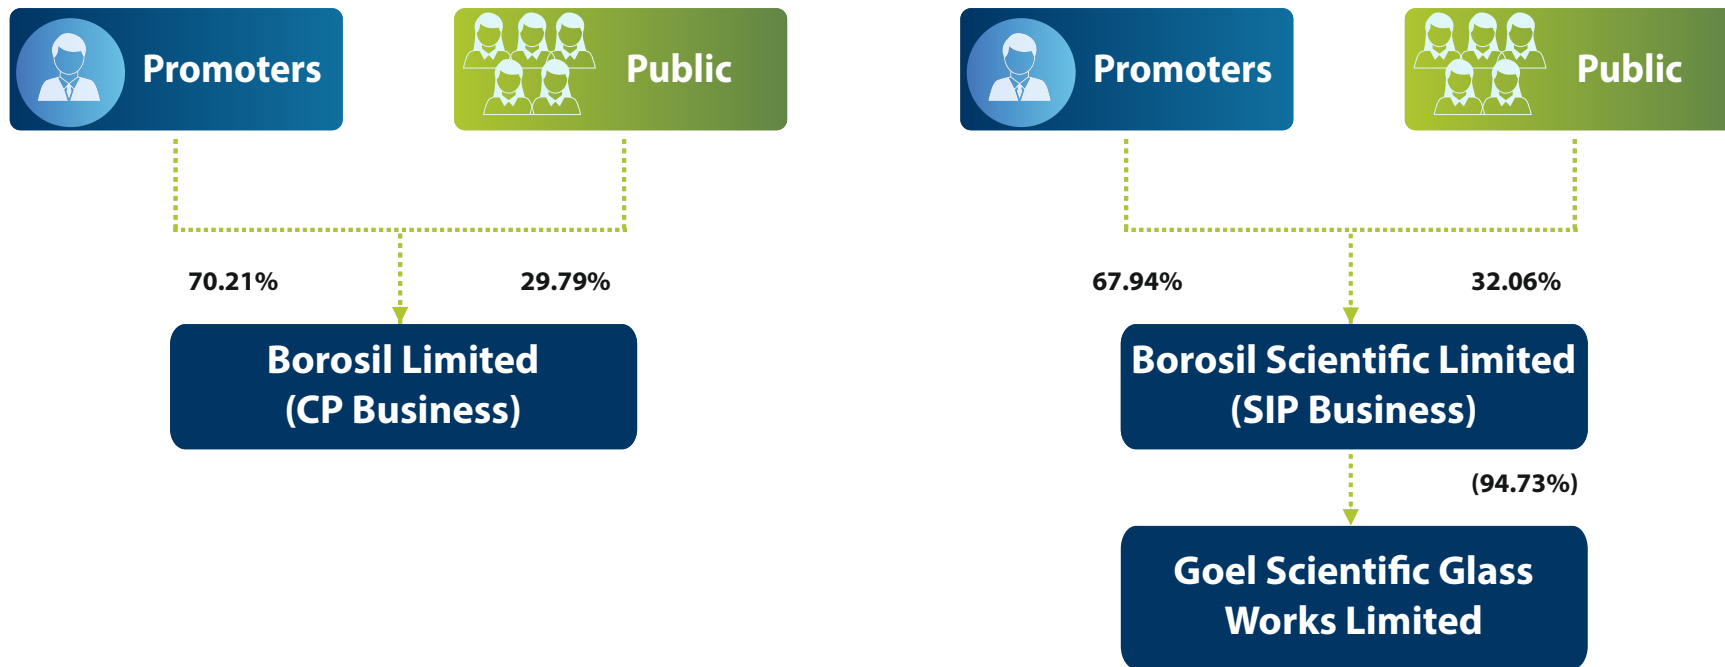 Promoters
Public
70.21%
29.79%
Borosil Limited
(CP Business)
Promoters
Public
67.94%
32.06%
Borosil Scientific Limited
(SIP Business)
(94.73%)
Goel Scientific Glass
Works Limited